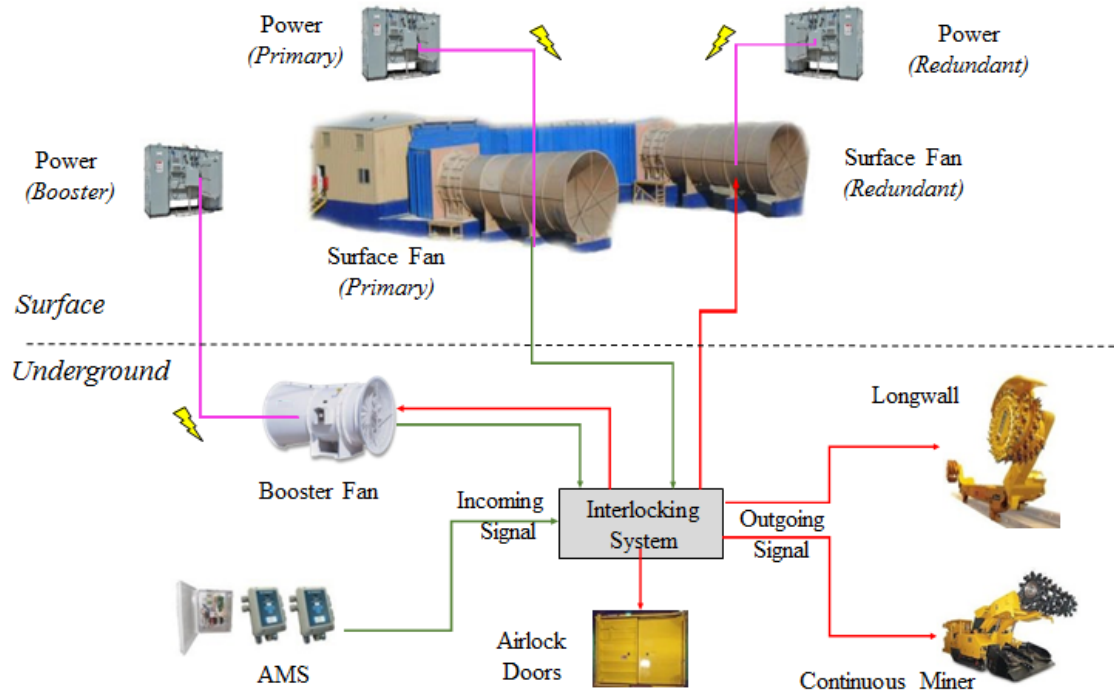 Power
(Primary)
Power
(Redundant)
Power
(Booster)
Surface Fan
(Redundant)
Surface Fan
(Primary)
Surface
Underground
Longwall
Booster Fan
Incoming
Signal
Interlocking
System
Outgoing
Signal
AMS
Airlock
Doors
Continuous Miner